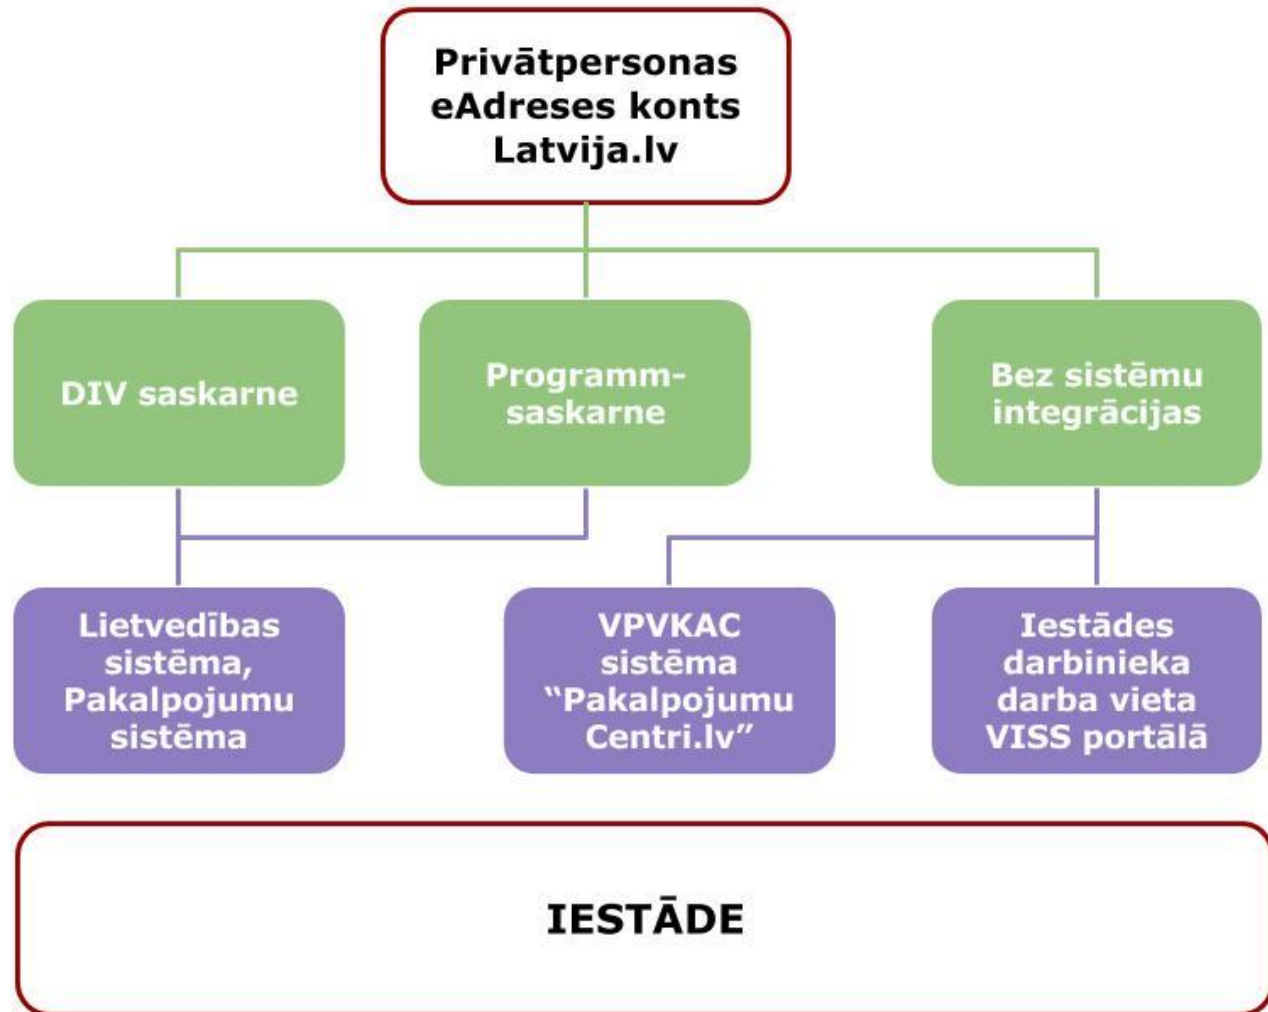 Privātpersonas
eAdreses konts
Latvija.lv
DIV saskarne
Programm-
saskarne
Bez sistēmu
integrācijas
Lietvedības
sistēma,
Pakalpojumu
sistēma
VPVKAC
sistēma
“Pakalpojumu
Centri.lv”
Iestādes
darbinieka
darba vieta
VISS portālā
IESTĀDE